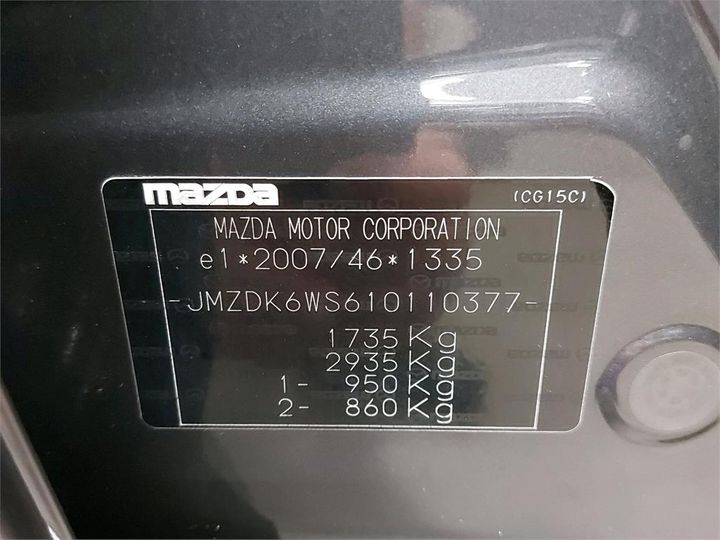 mazda
(CG15C)
MAZDA MOTOR CORPORATION
e1*2007/46*1335
-JMZDK6WS610110377-
1735 Kg
2935 Kg
1- 950 Kg
2- 860 Kg